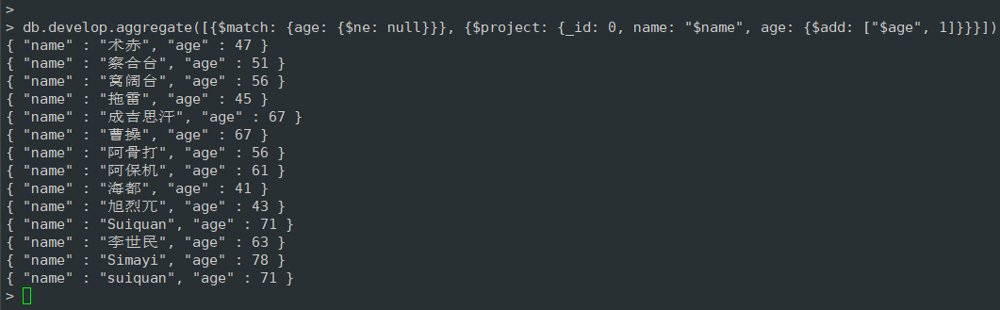 >
> db.develop.aggregate([{$match: {age: {$ne: null}}}, {$project: {_id: 0, name: "$name", age: {$add: ["$age", 1]}}}])
{ "name" : "术赤", "age" : 47 }
{ "name" : "察合台", "age" : 51 }
{ "name" : "窝阔台", "age" : 56 }
{ "name" : "拖雷", "age" : 45 }
{ "name" : "成吉思汗", "age" : 67 }
{ "name" : "曹操", "age" : 67 }
{ "name" : "阿骨打", "age" : 56 }
{ "name" : "阿保机", "age" : 61 }
{ "name" : "海都", "age" : 41 }
{ "name" : "旭烈兀", "age" : 43 }
{ "name" : "Suiquan", "age" : 71 }
{ "name" : "李世民", "age" : 63 }
{ "name" : "Simayi", "age" : 78 }
{ "name" : "suiquan", "age" : 71 }
>